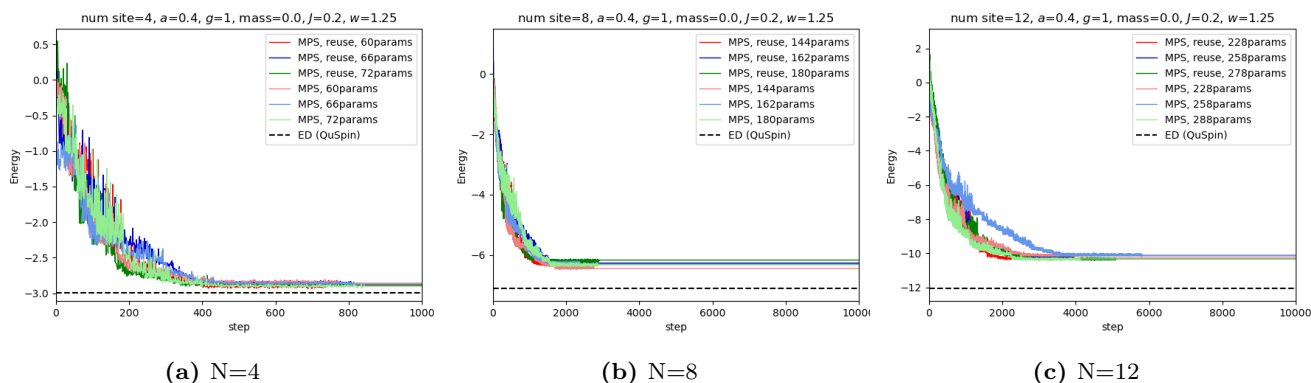 num site=4, a=0.4, g=1, mass=0.0, J=0.2, w=1.25
0.5
0.0
−0.5
−1.0
−1.5
−2.0
−2.5
−3.0
Energy
MPS, reuse, 60params
MPS, reuse, 66params
MPS, reuse, 72params
MPS, 60params
MPS, 66params
MPS, 72params
ED (QuSpin)
0 200 400 600 800 1000
step
(a) N=4
num site=8, a=0.4, g=1, mass=0.0, J=0.2, w=1.25
0
−2
−4
−6
Energy
MPS, reuse, 144params
MPS, reuse, 162params
MPS, reuse, 180params
MPS, 144params
MPS, 162params
MPS, 180params
ED (QuSpin)
0 2000 4000 6000 8000 10000
step
(b) N=8
num site=12, a=0.4, g=1, mass=0.0, J=0.2, w=1.25
2
0
−2
−4
−6
−8
−10
−12
Energy
MPS, reuse, 228params
MPS, reuse, 258params
MPS, reuse, 278params
MPS, 228params
MPS, 258params
MPS, 288params
ED (QuSpin)
0 2000 4000 6000 8000 10000
step
(c) N=12